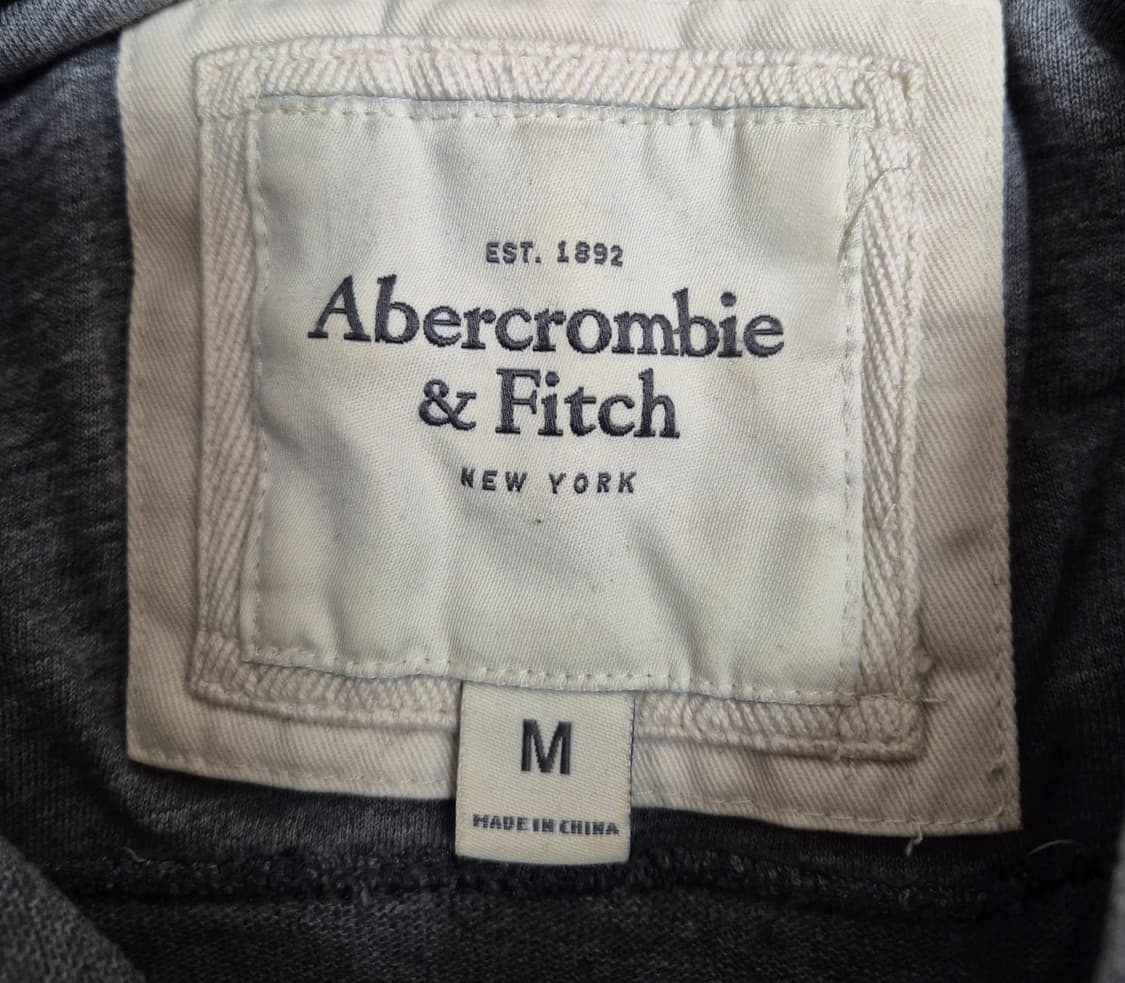 EST. 1892
Abercrombie
& Fitch
NEW YORK
M
MADE IN CHINA